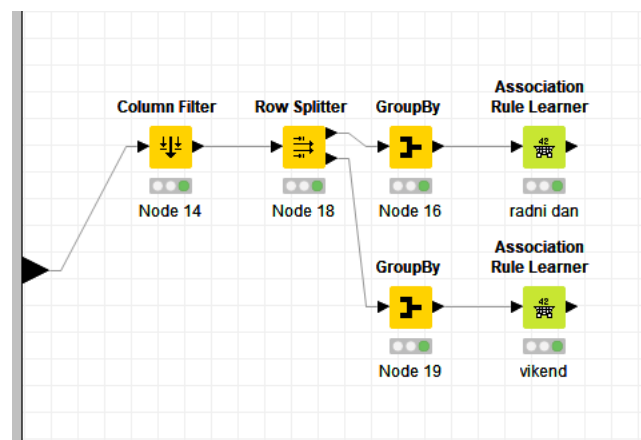 Association
Column Filter Row Splitter GroupBy Rule Learner
Node 14 Node 18 Node 16 radni dan
Association
GroupBy Rule Learner
Node 19 vikend